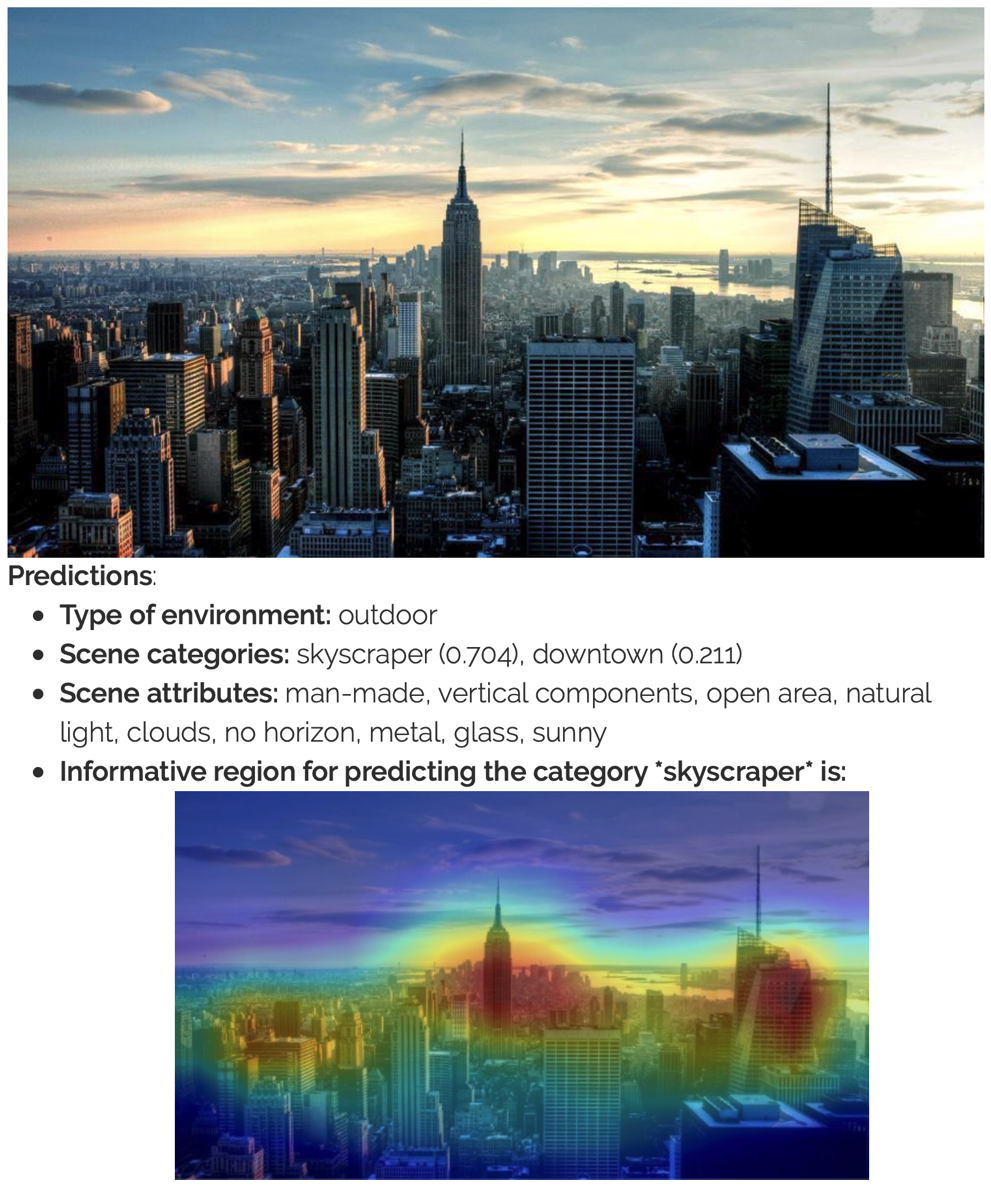 Predictions:
• Type of environment: outdoor
• Scene categories: skyscraper (0.704), downtown (0.211)
• Scene attributes: man-made, vertical components, open area, natural
light, clouds, no horizon, metal, glass, sunny
• Informative region for predicting the category *skyscraper* is: